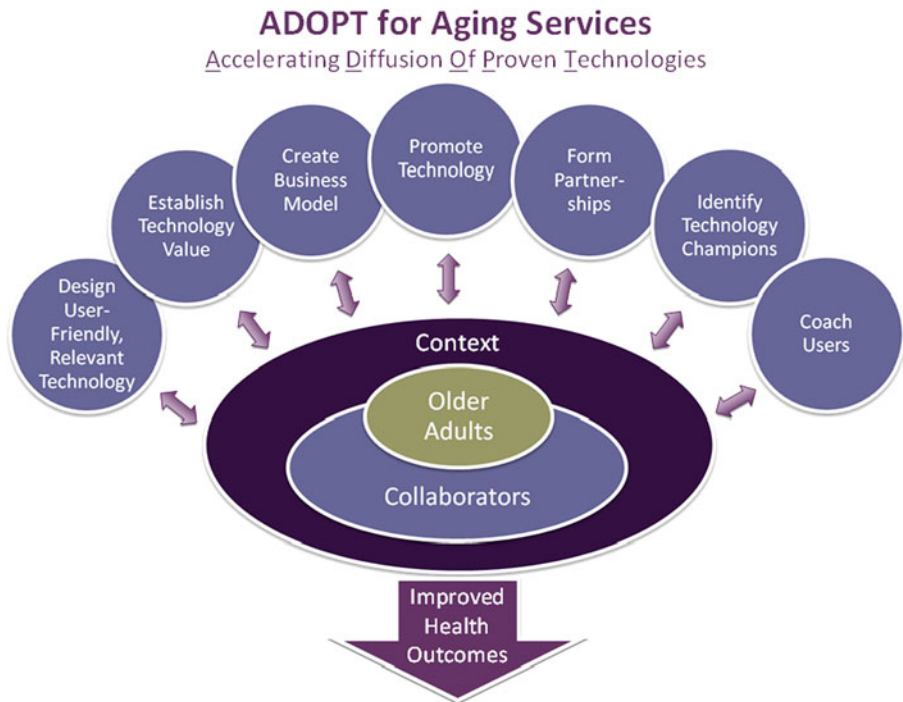 ADOPT for Aging Services
Accelerating Diffusion Of Proven Technologies
Design
User-
Friendly,
Relevant
Technology
Establish
Technology
Value
Create
Business
Model
Promote
Technology
Form
Partner-
ships
Identify
Technology
Champions
Coach
Users
Context
Older
Adults
Collaborators
Improved
Health
Outcomes